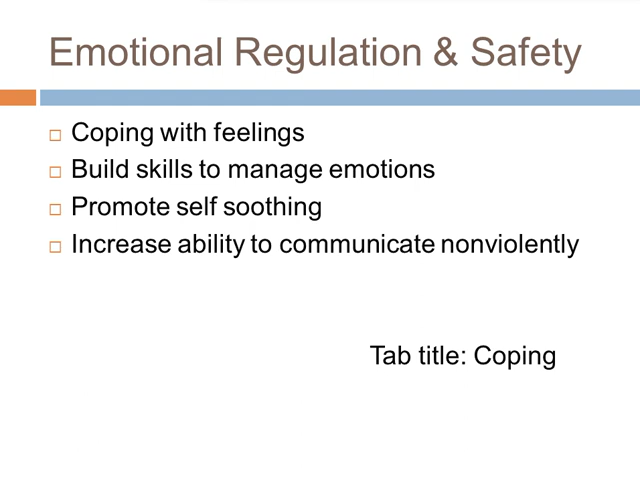 Emotional Regulation & Safety
Coping with feelings
Build skills to manage emotions
Promote self soothing
Increase ability to communicate nonviolently
Tab title: Coping